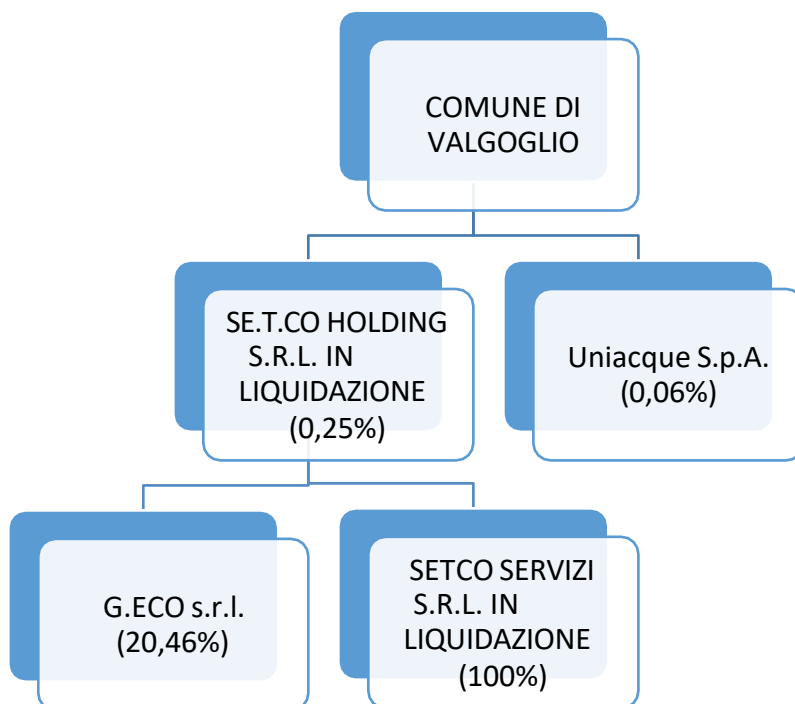 COMUNE DI
VALGOGLIO
SE.T.CO HOLDING
S.R.L. IN
LIQUIDAZIONE
(0,25%)
Uniacque S.p.A.
(0,06%)
G.ECO s.r.l.
(20,46%)
SETCO SERVIZI
S.R.L. IN
LIQUIDAZIONE
(100%)